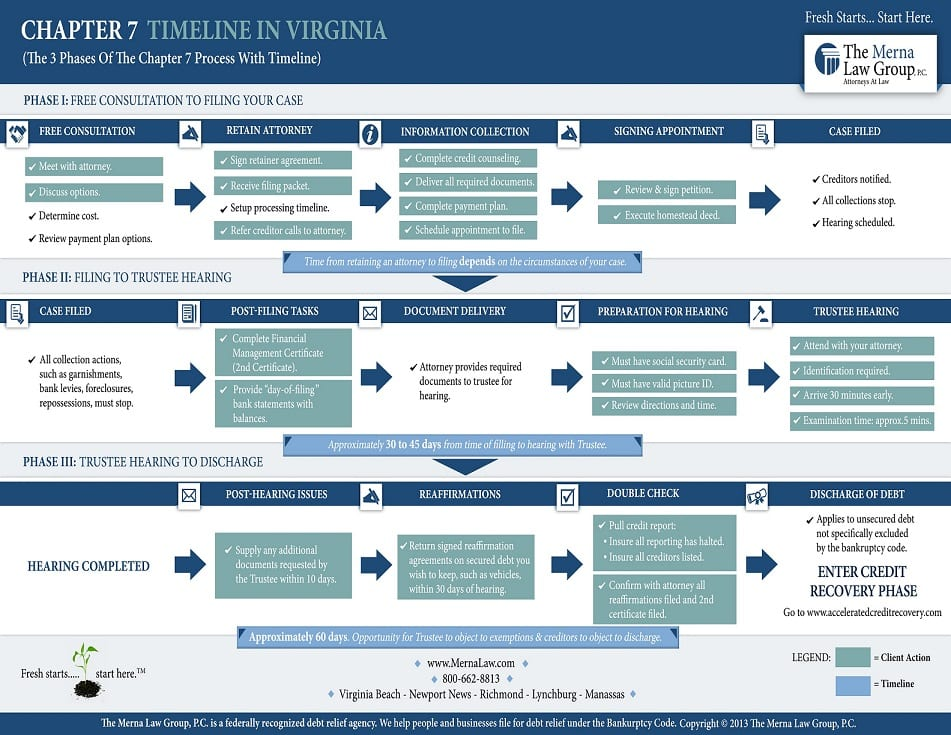 CHAPTER 7 TIMELINE IN VIRGINIA
(The 3 Phases Of The Chapter 7 Process With Timeline)
Fresh Starts... Start Here.
The Merna
Law Group, P.C.
Attorneys At Law
PHASE I: FREE CONSULTATION TO FILING YOUR CASE
FREE CONSULTATION
✓ Meet with attorney.
✓ Discuss options.
✓ Determine cost.
✓ Review payment plan options.
RETAIN ATTORNEY
✓ Sign retainer agreement.
✓ Receive filing packet.
✓ Setup processing timeline.
✓ Refer creditor calls to attorney.
INFORMATION COLLECTION
✓ Complete credit counseling.
✓ Deliver all required documents.
✓ Complete payment plan.
✓ Schedule appointment to file.
SIGNING APPOINTMENT
✓ Review & sign petition.
✓ Execute homestead deed.
CASE FILED
✓ Creditors notified.
✓ All collections stop.
✓ Hearing scheduled.
Time from retaining an attorney to filing depends on the circumstances of your case.
PHASE II: FILING TO TRUSTEE HEARING
CASE FILED
✓ All collection actions,
such as garnishments,
bank levies, foreclosures,
repossessions, must stop.
POST-FILING TASKS
✓ Complete Financial
Management Certificate
(2nd Certificate).
✓ Provide "day-of-filing"
bank statements with
balances.
DOCUMENT DELIVERY
✓ Attorney provides required
documents to trustee for
hearing.
PREPARATION FOR HEARING
✓ Must have social security card.
✓ Must have valid picture ID.
✓ Review directions and time.
TRUSTEE HEARING
✓ Attend with your attorney.
✓ Identification required.
✓ Arrive 30 minutes early.
✓ Examination time: approx.5 mins.
Approximately 30 to 45 days from time of filling to hearing with Trustee.
PHASE III: TRUSTEE HEARING TO DISCHARGE
HEARING COMPLETED
POST-HEARING ISSUES
✓ Supply any additional
documents requested by
the Trustee within 10 days.
REAFFIRMATIONS
✓ Return signed reaffirmation
agreements on secured debt you
wish to keep, such as vehicles,
within 30 days of hearing.
DOUBLE CHECK
✓ Pull credit report:
• Insure all reporting has halted.
• Insure all creditors listed.
✓ Confirm with attorney all
reaffirmations filed and 2nd
certificate filed.
DISCHARGE OF DEBT
✓ Applies to unsecured debt
not specifically excluded
by the bankruptcy code.
ENTER CREDIT
RECOVERY PHASE
Go to www.acceleratedcreditrecovery.com
Approximately 60 days. Opportunity for Trustee to object to exemptions & creditors to object to discharge.
Fresh starts..... start here.™
♦ www.MernaLaw.com ♦
♦ 800-662-8813 ♦
♦ Virginia Beach - Newport News - Richmond - Lynchburg - Manassas ♦
LEGEND:
= Client Action
= Timeline
The Merna Law Group, P.C. is a federally recognized debt relief agency. We help people and businesses file for debt relief under the Bankurptcy Code. Copyright © 2013 The Merna Law Group, P.C.